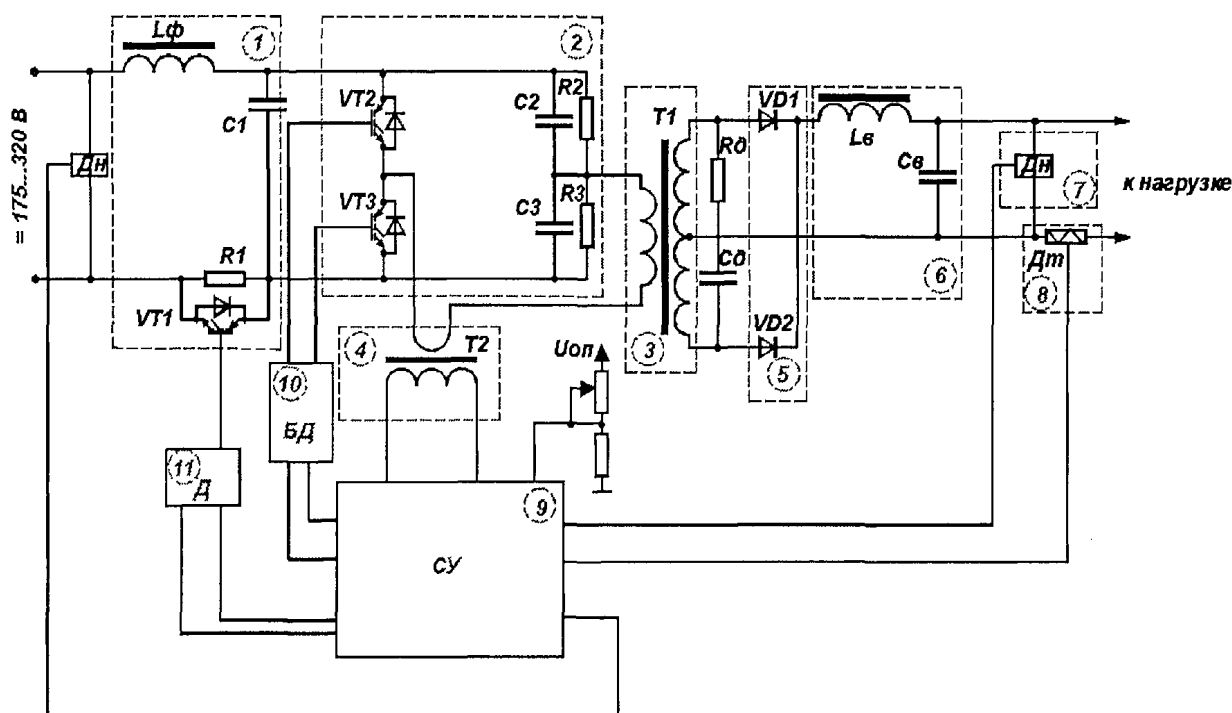 Lф
1
C1
= 175...320 В
Дн
R1
VT1
2
VT2
VT3
C2
R2
C3
R3
T1
3
VD1
Rд
Cд
VD2
5
Lв
Cв
6
Дн
7
к нагрузке
Дт
8
4
T2
Uоп
10
БД
11
Д
9
СУ